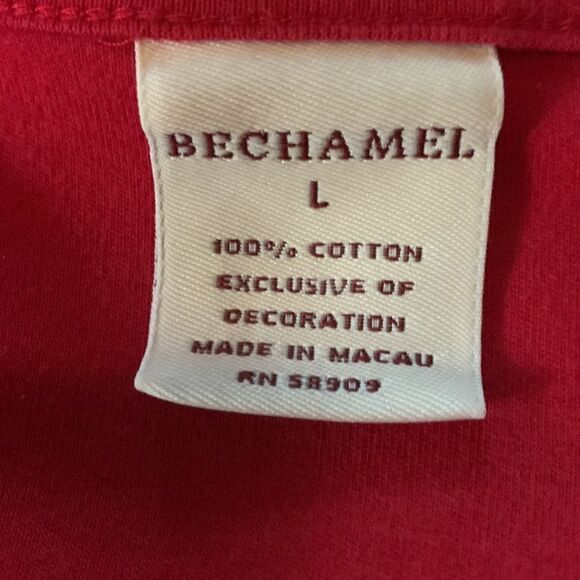 BECHAMEL
L
100% COTTON
EXCLUSIVE OF
DECORATION
MADE IN MACAU
RN 58909